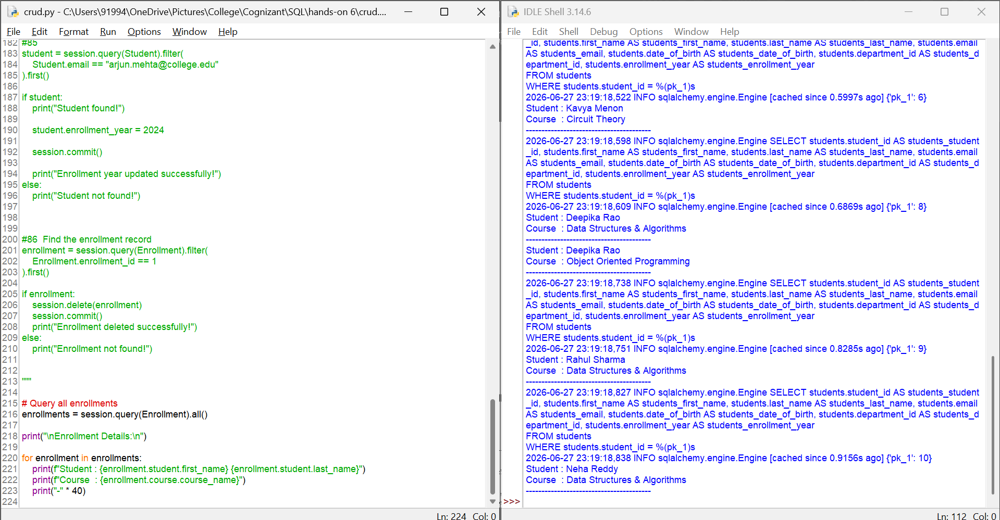 crud.py - C:\Users\91994\OneDrive\Pictures\College\Cognizant\SQL\hands-on 6\crud....
File Edit Format Run Options Window Help
182 #85
183 student = session.query(Student).filter(
184     Student.email == "arjun.mehta@college.edu"
185 ).first()
186
187 if student:
188     print("Student found!")
189
190     student.enrollment_year = 2024
191
192     session.commit()
193
194     print("Enrollment year updated successfully!")
195 else:
196     print("Student not found!")
197
198
199
200 #86  Find the enrollment record
201 enrollment = session.query(Enrollment).filter(
202     Enrollment.enrollment_id == 1
203 ).first()
204
205 if enrollment:
206     session.delete(enrollment)
207     session.commit()
208     print("Enrollment deleted successfully!")
209 else:
210     print("Enrollment not found!")
211
212
213 """
214
215 # Query all enrollments
216 enrollments = session.query(Enrollment).all()
217
218 print("\nEnrollment Details:\n")
219
220 for enrollment in enrollments:
221     print(f"Student : {enrollment.student.first_name} {enrollment.student.last_name}")
222     print(f"Course  : {enrollment.course.course_name}")
223     print("-" * 40)
224
Ln: 224 Col: 0
IDLE Shell 3.14.6
File Edit Shell Debug Options Window Help
_id, students.first_name AS students_first_name, students.last_name AS students_last_name, students.email
AS students_email, students.date_of_birth AS students_date_of_birth, students.department_id AS students_d
epartment_id, students.enrollment_year AS students_enrollment_year
FROM students
WHERE students.student_id = %(pk_1)s
2026-06-27 23:19:18,522 INFO sqlalchemy.engine.Engine [cached since 0.5997s ago] {'pk_1': 6}
Student : Kavya Menon
Course  : Circuit Theory
----------------------------------------
2026-06-27 23:19:18,598 INFO sqlalchemy.engine.Engine SELECT students.student_id AS students_student
_id, students.first_name AS students_first_name, students.last_name AS students_last_name, students.email
AS students_email, students.date_of_birth AS students_date_of_birth, students.department_id AS students_d
epartment_id, students.enrollment_year AS students_enrollment_year
FROM students
WHERE students.student_id = %(pk_1)s
2026-06-27 23:19:18,609 INFO sqlalchemy.engine.Engine [cached since 0.6869s ago] {'pk_1': 8}
Student : Deepika Rao
Course  : Data Structures & Algorithms
----------------------------------------
Student : Deepika Rao
Course  : Object Oriented Programming
----------------------------------------
2026-06-27 23:19:18,738 INFO sqlalchemy.engine.Engine SELECT students.student_id AS students_student
_id, students.first_name AS students_first_name, students.last_name AS students_last_name, students.email
AS students_email, students.date_of_birth AS students_date_of_birth, students.department_id AS students_d
epartment_id, students.enrollment_year AS students_enrollment_year
FROM students
WHERE students.student_id = %(pk_1)s
2026-06-27 23:19:18,751 INFO sqlalchemy.engine.Engine [cached since 0.8285s ago] {'pk_1': 9}
Student : Rahul Sharma
Course  : Data Structures & Algorithms
----------------------------------------
2026-06-27 23:19:18,827 INFO sqlalchemy.engine.Engine SELECT students.student_id AS students_student
_id, students.first_name AS students_first_name, students.last_name AS students_last_name, students.email
AS students_email, students.date_of_birth AS students_date_of_birth, students.department_id AS students_d
epartment_id, students.enrollment_year AS students_enrollment_year
FROM students
WHERE students.student_id = %(pk_1)s
2026-06-27 23:19:18,838 INFO sqlalchemy.engine.Engine [cached since 0.9156s ago] {'pk_1': 10}
Student : Neha Reddy
Course  : Data Structures & Algorithms
----------------------------------------
>>>
Ln: 112 Col: 0